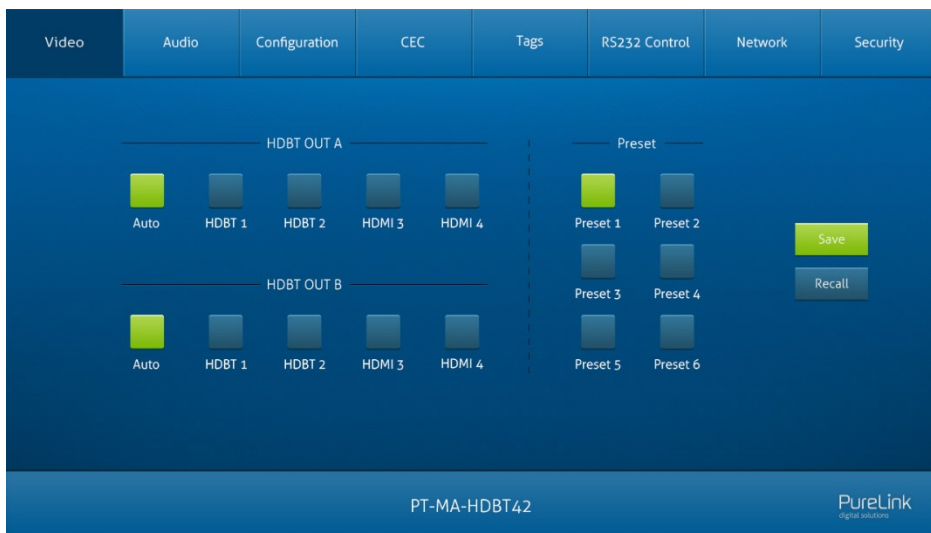 Video Audio Configuration CEC Tags RS232 Control Network Security
HDBT OUT A
Auto HDBT 1 HDBT 2 HDMI 3 HDMI 4
HDBT OUT B
Auto HDBT 1 HDBT 2 HDMI 3 HDMI 4
Preset
Preset 1 Preset 2
Preset 3 Preset 4
Preset 5 Preset 6
Save
Recall
PT-MA-HDBT42
PureLink
digital solutions